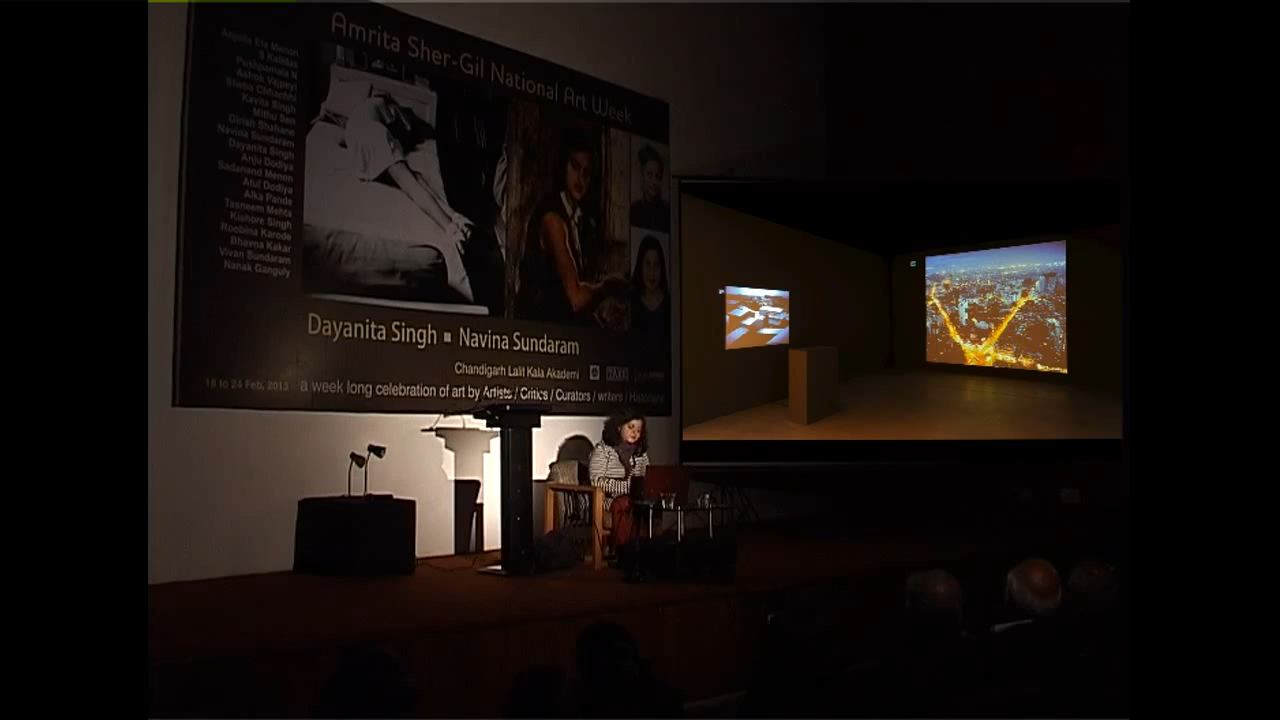 Amrita Sher-Gil National Art Week
Anjolie Ela Menon
S Kalidas
Pushpamala N
Ashok Vajpeyi
Sheba Chhachhi
Kavita Singh
Mithu Sen
Girish Shahane
Navina Sundaram
Dayanita Singh
Anju Dodiya
Sadanand Menon
Atul Dodiya
Alka Pande
Tasneem Mehta
Kishore Singh
Roobina Karode
Bhavna Kakar
Vivan Sundaram
Nanak Ganguly
Dayanita Singh ▪ Navina Sundaram
Chandigarh Lalit Kala Akademi
18 to 24 Feb, 2013 - a week long celebration of art by Artists / Critics / Curators / writers /